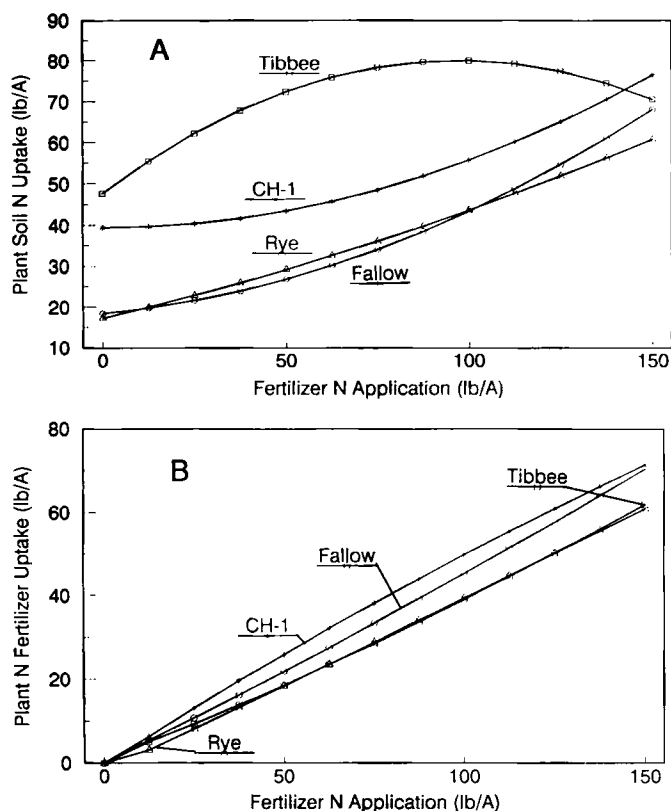 90
80
A
Tibbee
70
60
50
CH-1
40
Rye
30
Fallow
20
10
0
50
100
150
Plant Soil N Uptake (lb/A)
Fertilizer N Application (lb/A)
80
B
Tibbee
60
Fallow
40
CH-1
20
Rye
0
0
50
100
150
Plant N Fertilizer Uptake (lb/A)
Fertilizer N Application (lb/A)